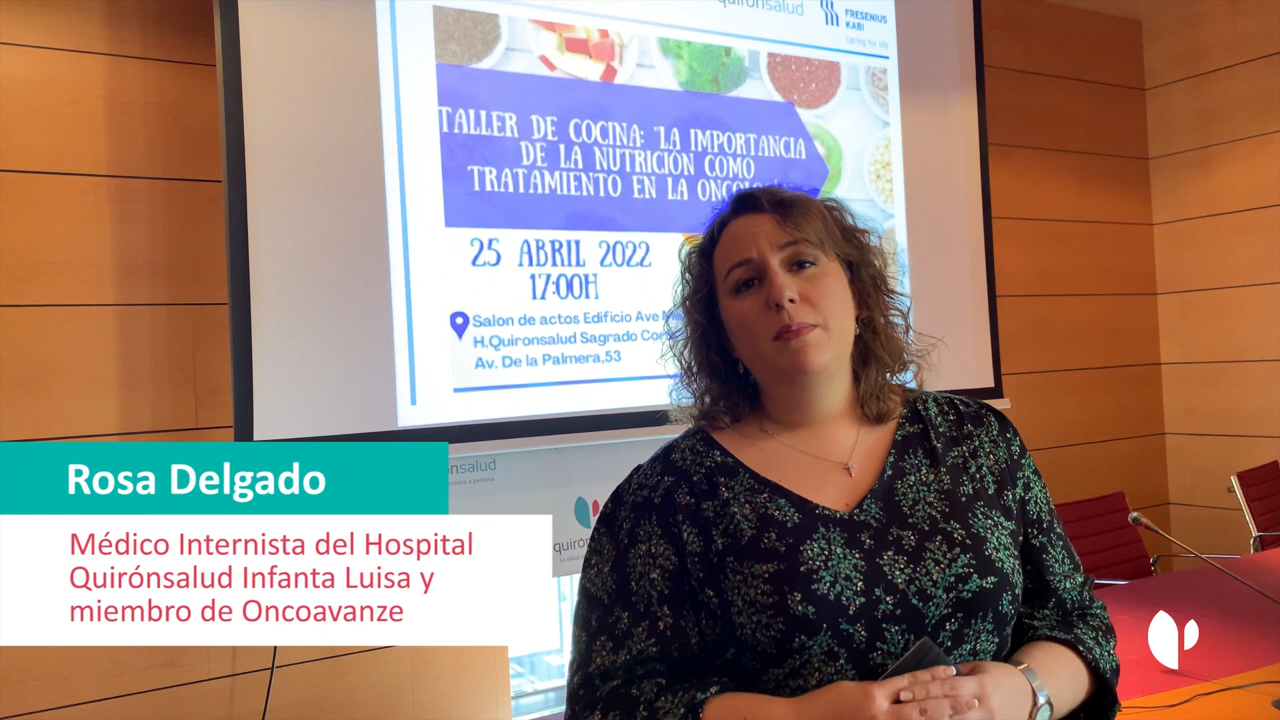 quirónsalud
FRESENIUS
KABI
caring for life
TALLER DE COCINA: "LA IMPORTANCIA
DE LA NUTRICIÓN COMO
TRATAMIENTO EN LA
25 ABRIL 2022
17:00H
Salon de actos Edificio Ave
H.Quironsalud Sagrado
Av. De la Palmera,53
Rosa Delgado
Médico Internista del Hospital
Quirónsalud Infanta Luisa y
miembro de Oncoavanze